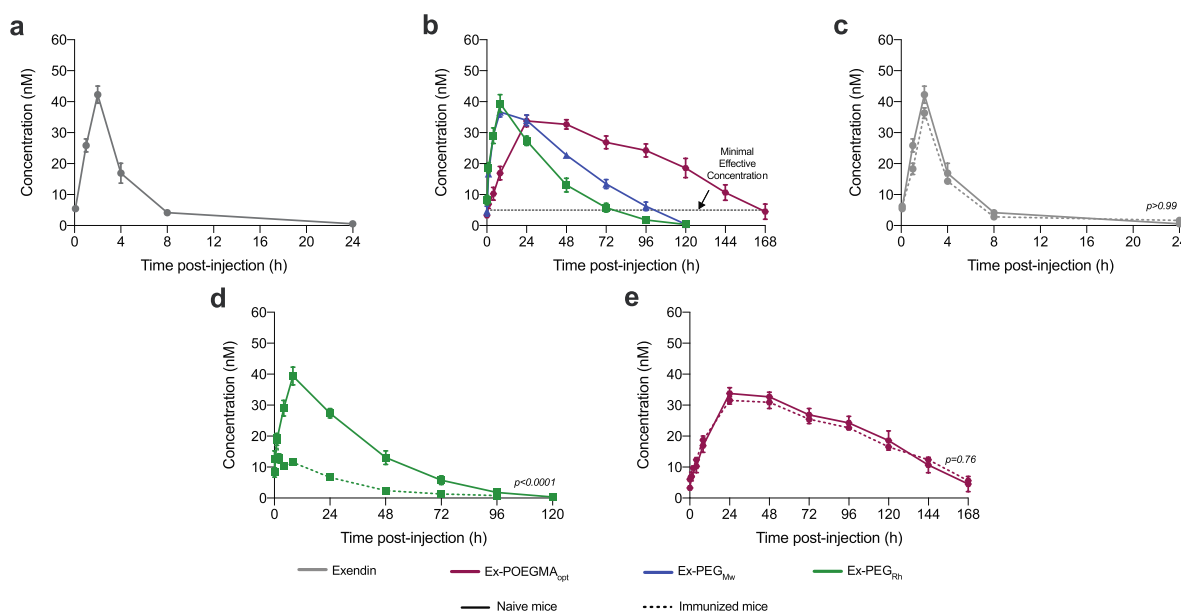 a
60
50
40
30
20
10
0
Concentration (nM)
0 4 8 12 16 20 24
Time post-injection (h)
b
60
50
40
30
20
10
0
Concentration (nM)
Minimal
Effective
Concentration
0 24 48 72 96 120 144 168
Time post-injection (h)
c
60
50
40
30
20
10
0
Concentration (nM)
p>0.99
0 4 8 12 16 20 24
Time post-injection (h)
d
60
50
40
30
20
10
0
Concentration (nM)
p<0.0001
0 24 48 72 96 120
Time post-injection (h)
e
60
50
40
30
20
10
0
Concentration (nM)
p=0.76
0 24 48 72 96 120 144 168
Time post-injection (h)
Exendin Ex-POEGMAopt Ex-PEGMw Ex-PEGRh
Naive mice Immunized mice